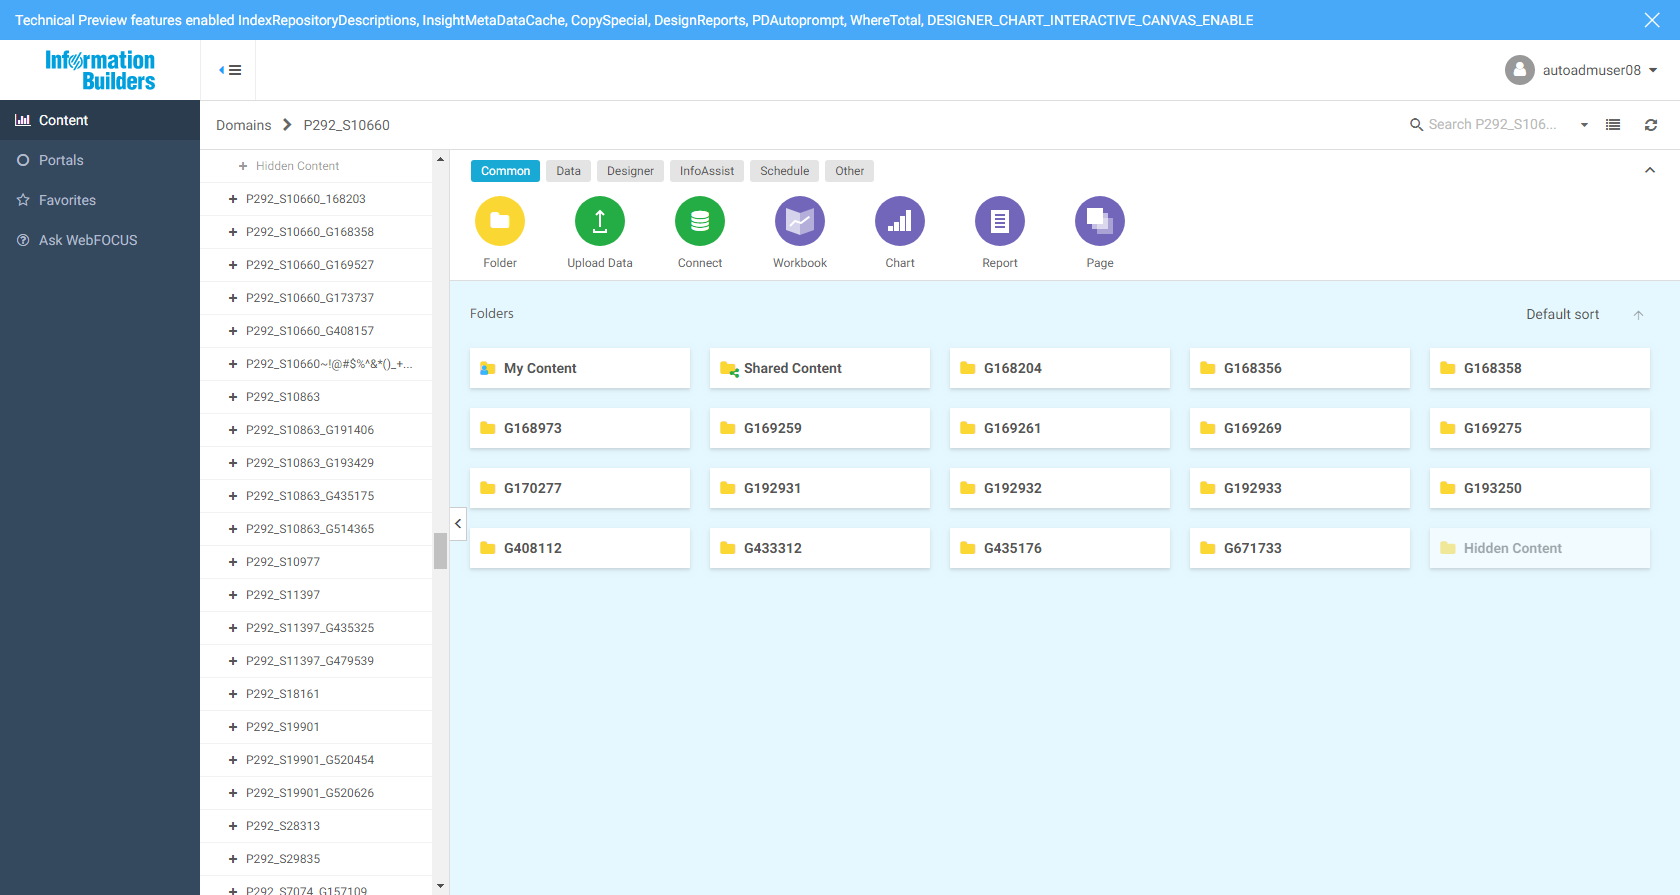 Technical Preview features enabled IndexRepositoryDescriptions, InsightMetaDataCache, CopySpecial, DesignReports, PDAutoprompt, WhereTotal, DESIGNER_CHART_INTERACTIVE_CANVAS_ENABLE
Information
Builders
autoadmuser08
Content
Portals
Favorites
Ask WebFOCUS
Domains
P292_S10660
Search P292_S106...
Hidden Content
P292_S10660_168203
P292_S10660_G168358
P292_S10660_G169527
P292_S10660_G173737
P292_S10660_G408157
P292_S10660~!@#$%^&*()_+...
P292_S10863
P292_S10863_G191406
P292_S10863_G193429
P292_S10863_G435175
P292_S10863_G514365
P292_S10977
P292_S11397
P292_S11397_G435325
P292_S11397_G479539
P292_S18161
P292_S19901
P292_S19901_G520454
P292_S19901_G520626
P292_S28313
P292_S29835
P292_S7074_G157109
Common Data Designer InfoAssist Schedule Other
Folder Upload Data Connect Workbook Chart Report Page
Folders
Default sort
My Content Shared Content G168204 G168356 G168358
G168973 G169259 G169261 G169269 G169275
G170277 G192931 G192932 G192933 G193250
G408112 G433312 G435176 G671733 Hidden Content